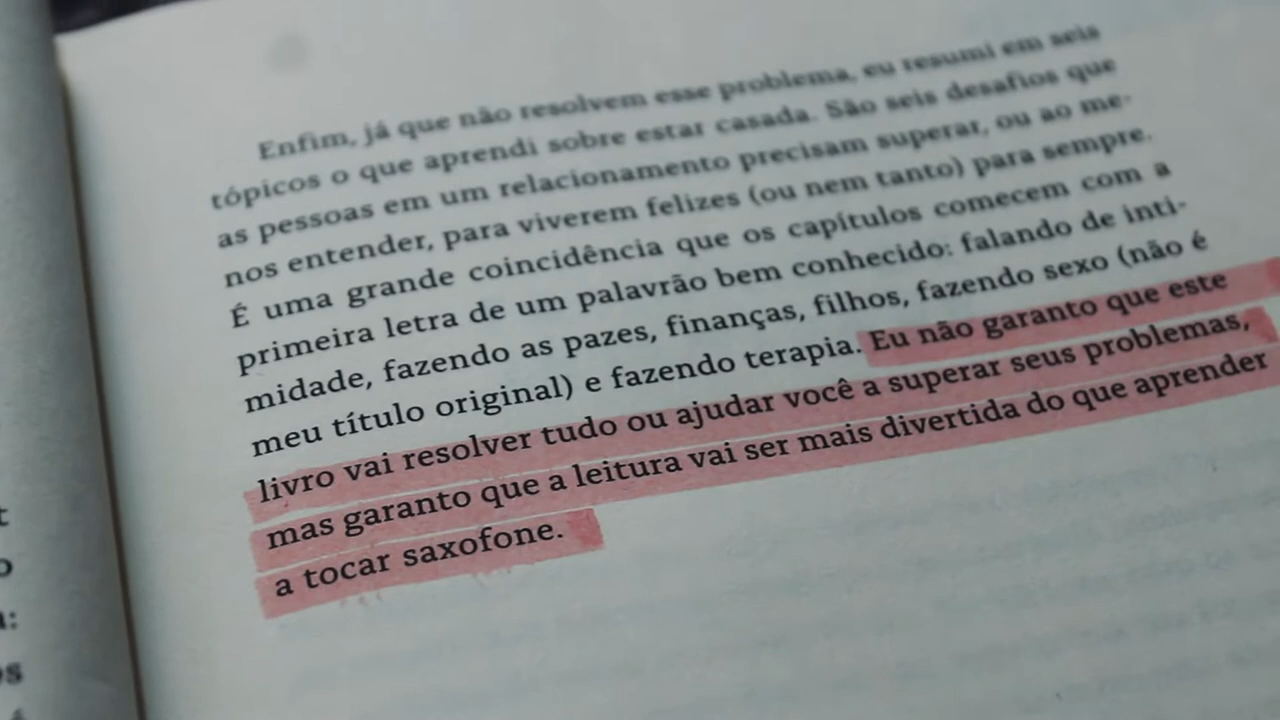 Enfim, já que não resolvem esse problema, eu resumi em seis
tópicos o que aprendi sobre estar casada. São seis desafios que
as pessoas em um relacionamento precisam superar, ou ao me-
nos entender, para viverem felizes (ou nem tanto) para sempre.
É uma grande coincidência que os capítulos comecem com a
primeira letra de um palavrão bem conhecido: falando de inti-
midade, fazendo as pazes, finanças, filhos, fazendo sexo (não é
meu título original) e fazendo terapia. Eu não garanto que este
livro vai resolver tudo ou ajudar você a superar seus problemas,
mas garanto que a leitura vai ser mais divertida do que aprender
a tocar saxofone.